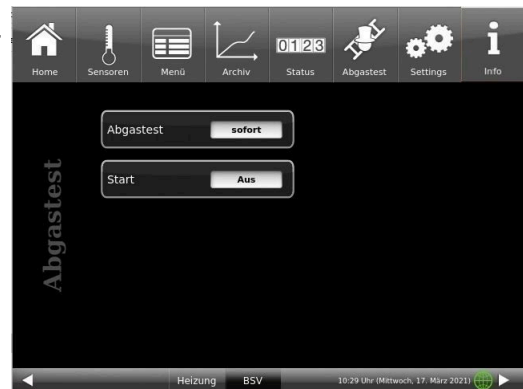 0123
i
Home Sensoren Menü Archiv Status Abgastest Settings Info
Abgastest sofort
Start Aus
Abgastest
Heizung BSV 10:29 Uhr (Mittwoch, 17. März 2021)